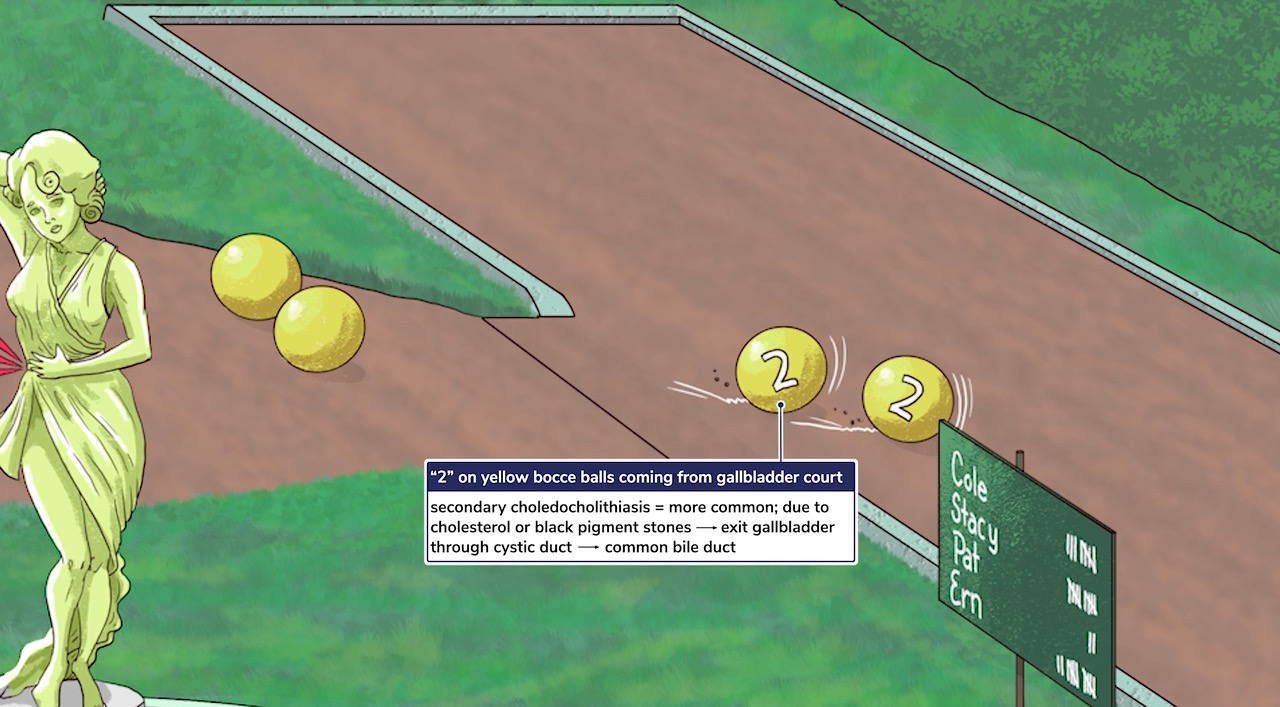 2
2
“2” on yellow bocce balls coming from gallbladder court
secondary choledocholithiasis = more common; due to
cholesterol or black pigment stones → exit gallbladder
through cystic duct → common bile duct
Cole
Stacy
Pat
Ern